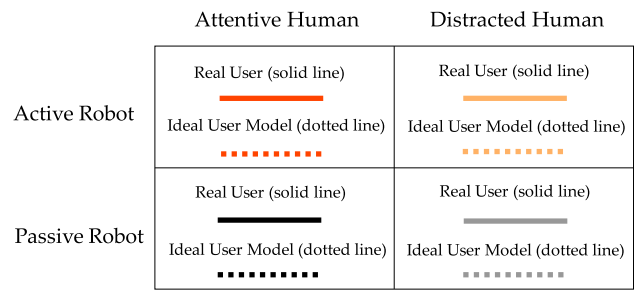 Attentive Human
Distracted Human
Active Robot
Real User (solid line)
Ideal User Model (dotted line)
Real User (solid line)
Ideal User Model (dotted line)
Passive Robot
Real User (solid line)
Ideal User Model (dotted line)
Real User (solid line)
Ideal User Model (dotted line)